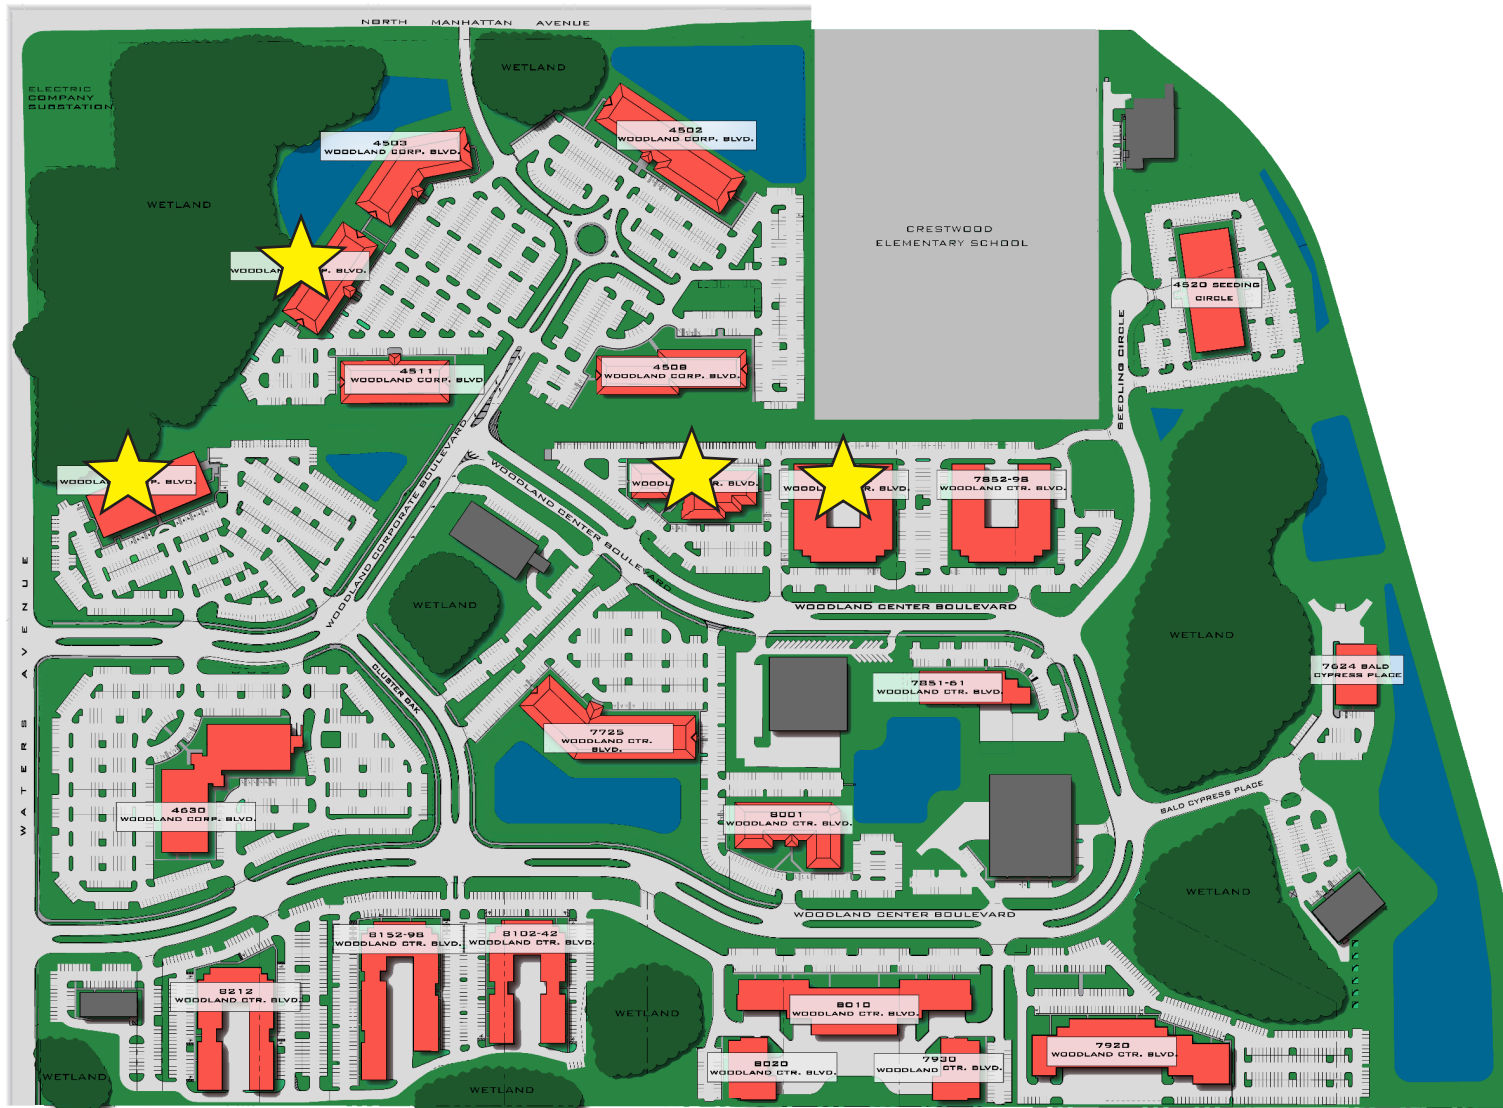 NORTH MANHATTAN AVENUE
WETLAND
ELECTRIC
COMPANY
SUBSTATION
4502
WOODLAND CORP. BLVD.
4503
WOODLAND CORP. BLVD.
WETLAND
CRESTWOOD
ELEMENTARY SCHOOL
P. BLVD.
4520 SEEDING
CIRCLE
SEEDLING CIRCLE
4511
WOODLAND CORP. BLVD
4508
WOODLAND CORP. BLVD.
P. BLVD.
R. BLVD.
R. BLVD.
7852-98
WOODLAND CTR. BLVD.
WOODLAND CORPORATE BOULEVARD
WOODLAND CENTER BOULEVARD
WETLAND
WOODLAND CENTER BOULEVARD
WETLAND
WATERS AVENUE
CLUSTER OAK
7624 BALD
CYPRESS PLACE
7851-61
WOODLAND CTR. BLVD.
7725
WOODLAND CTR.
BLVD.
4630
WOODLAND CORP. BLVD.
8001
WOODLAND CTR. BLVD.
BALD CYPRESS PLACE
WETLAND
WOODLAND CENTER BOULEVARD
8152-98
WOODLAND CTR. BLVD.
8102-42
WOODLAND CTR. BLVD.
8212
WOODLAND CTR. BLVD.
8010
WOODLAND CTR. BLVD.
WETLAND
7920
WOODLAND CTR. BLVD.
8020
WOODLAND CTR. BLVD.
7930
WOODLAND CTR. BLVD.
WETLAND
WETLAND